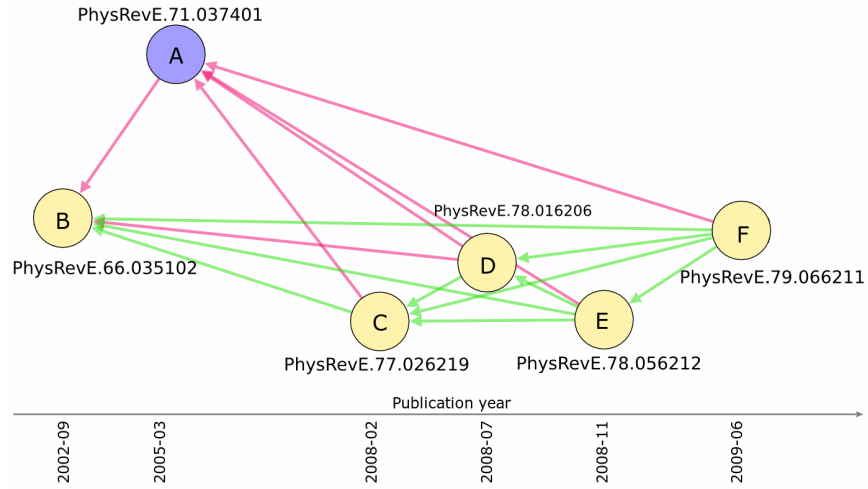 PhysRevE.71.037401
A
B
PhysRevE.78.016206
F
D
PhysRevE.66.035102
PhysRevE.79.066211
C
E
PhysRevE.77.026219
PhysRevE.78.056212
Publication year
2002-09
2005-03
2008-02
2008-07
2008-11
2009-06